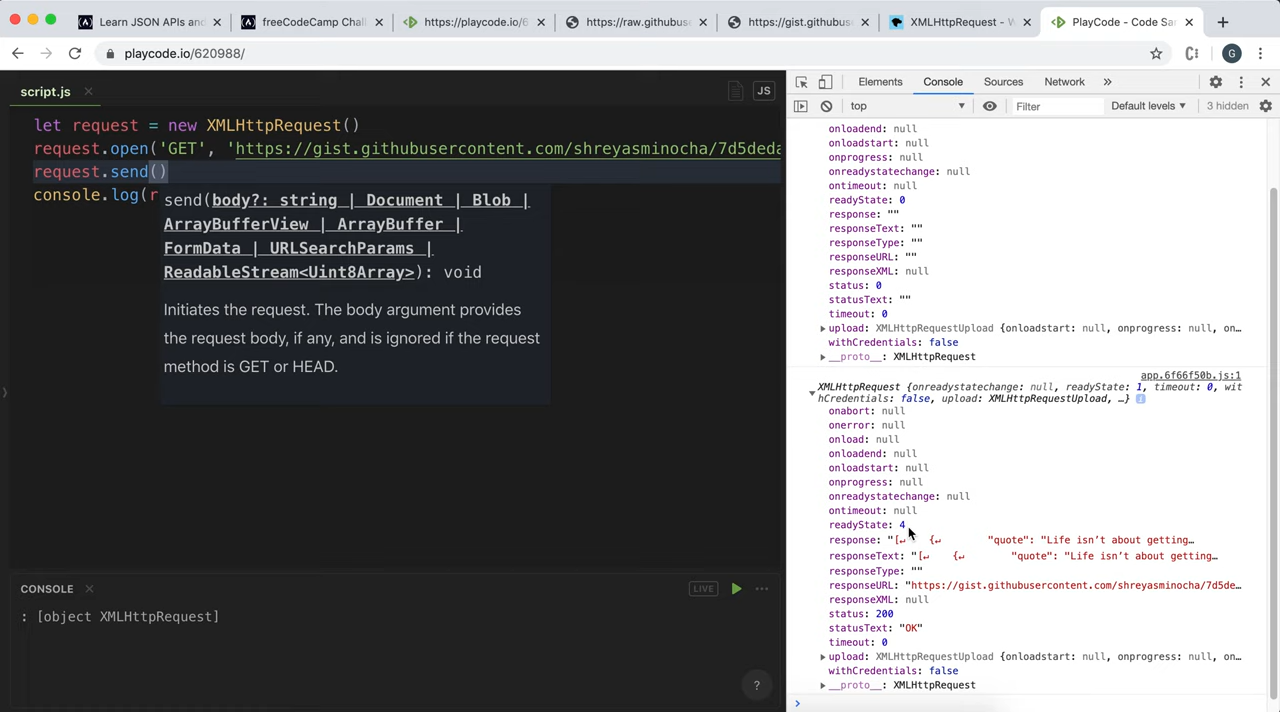 Learn JSON APIs and
freeCodeCamp Chall
https://playcode.io/6
https://raw.githubuse
https://gist.githubuse
XMLHttpRequest - W
PlayCode - Code Sa
playcode.io/620988/
G
script.js
JS
let request = new XMLHttpRequest()
request.open('GET', 'https://gist.githubusercontent.com/shreyasminocha/7d5deda
request.send()
console.log(r
send(body?: string | Document | Blob |
ArrayBufferView | ArrayBuffer |
FormData | URLSearchParams |
ReadableStream<Uint8Array>): void
Initiates the request. The body argument provides
the request body, if any, and is ignored if the request
method is GET or HEAD.
CONSOLE
LIVE
: [object XMLHttpRequest]
?
Elements Console Sources Network »
top Filter Default levels 3 hidden
onloadend: null
onloadstart: null
onprogress: null
onreadystatechange: null
ontimeout: null
readyState: 0
response: ""
responseText: ""
responseType: ""
responseURL: ""
responseXML: null
status: 0
statusText: ""
timeout: 0
upload: XMLHttpRequestUpload {onloadstart: null, onprogress: null, on…
withCredentials: false
__proto__: XMLHttpRequest
app.6f66f50b.js:1
XMLHttpRequest {onreadystatechange: null, readyState: 1, timeout: 0, wit
hCredentials: false, upload: XMLHttpRequestUpload, …}
onabort: null
onerror: null
onload: null
onloadend: null
onloadstart: null
onprogress: null
onreadystatechange: null
ontimeout: null
readyState: 4
response: "[↵ {↵ "quote": "Life isn't about getting…
responseText: "[↵ {↵ "quote": "Life isn't about getting…
responseType: ""
responseURL: "https://gist.githubusercontent.com/shreyasminocha/7d5de…
responseXML: null
status: 200
statusText: "OK"
timeout: 0
upload: XMLHttpRequestUpload {onloadstart: null, onprogress: null, on…
withCredentials: false
__proto__: XMLHttpRequest